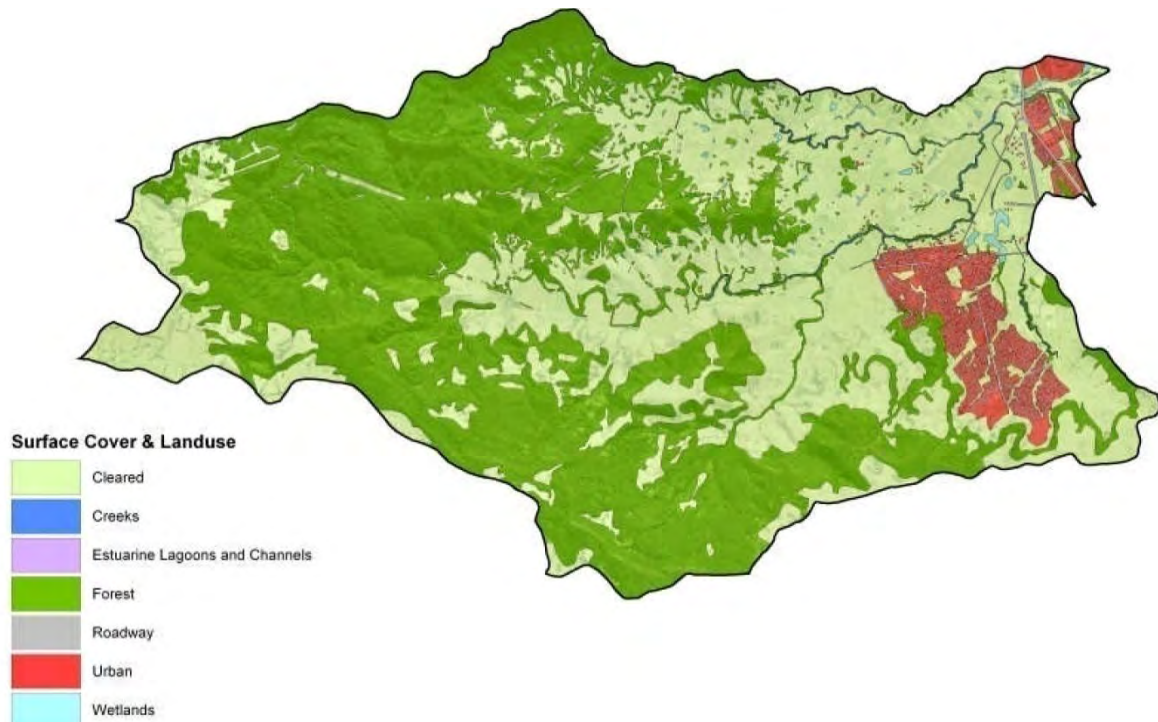 Surface Cover & Landuse
Cleared
Creeks
Estuarine Lagoons and Channels
Forest
Roadway
Urban
Wetlands